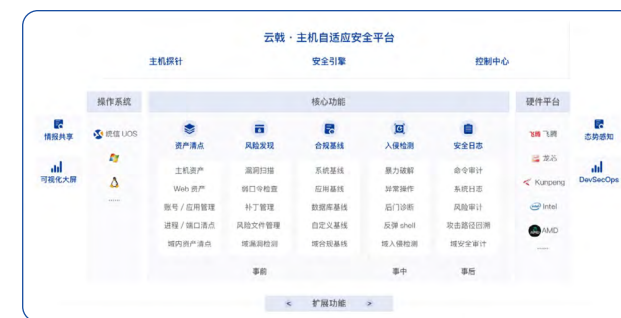 云戟·主机自适应安全平台
主机探针 安全引擎 控制中心
操作系统 核心功能 硬件平台
情报共享
可视化大屏
统信 UOS
......
资产清点 风险发现 合规基线 入侵检测 安全日志
主机资产 漏洞扫描 系统基线 暴力破解 命令审计
Web 资产 弱口令检查 应用基线 异常操作 系统日志
账号 / 应用管理 补丁管理 数据库基线 后门诊断 风险审计
进程 / 端口清点 风险文件管理 自定义基线 反弹 shell 攻击路径回溯
域内资产清点 域漏洞检测 域合规基线 域入侵检测 域安全审计
事前 事中 事后
飞腾 飞腾
龙芯
Kunpeng
intel Intel
AMD
......
态势感知
DevSecOps
< 扩展功能 >